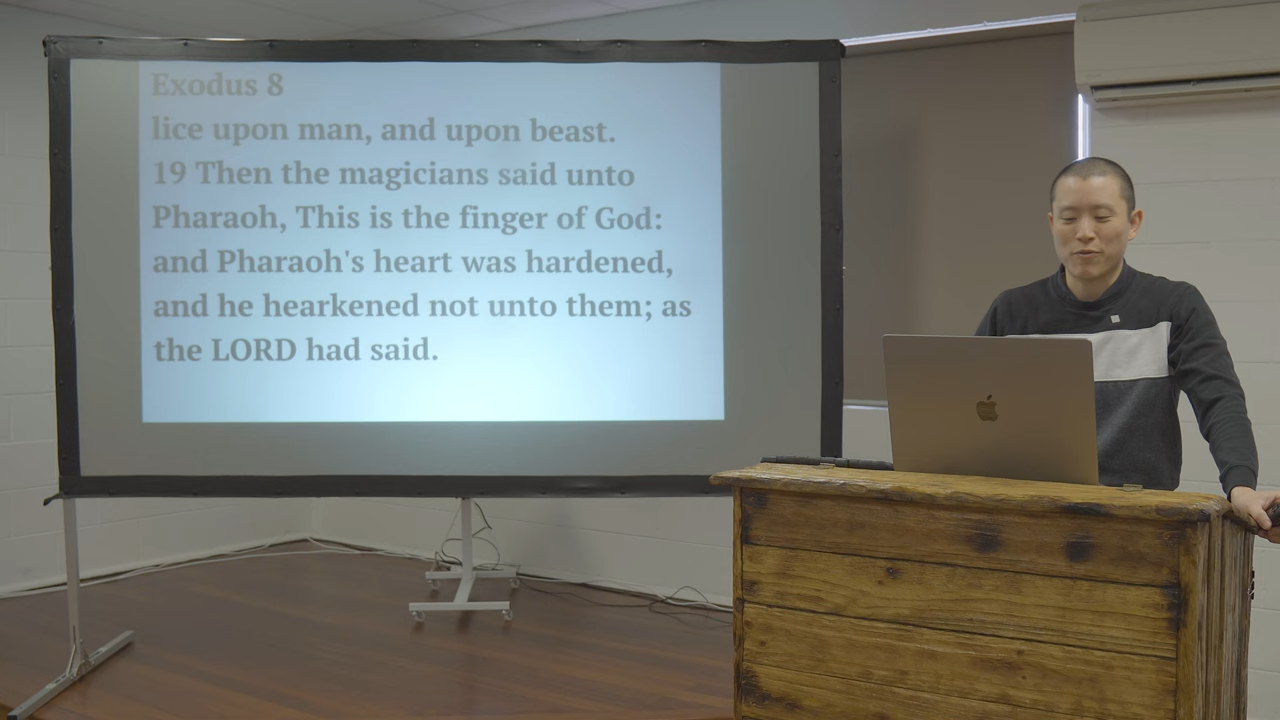 Exodus 8
lice upon man, and upon beast.
19 Then the magicians said unto
Pharaoh, This is the finger of God:
and Pharaoh's heart was hardened,
and he hearkened not unto them; as
the LORD had said.